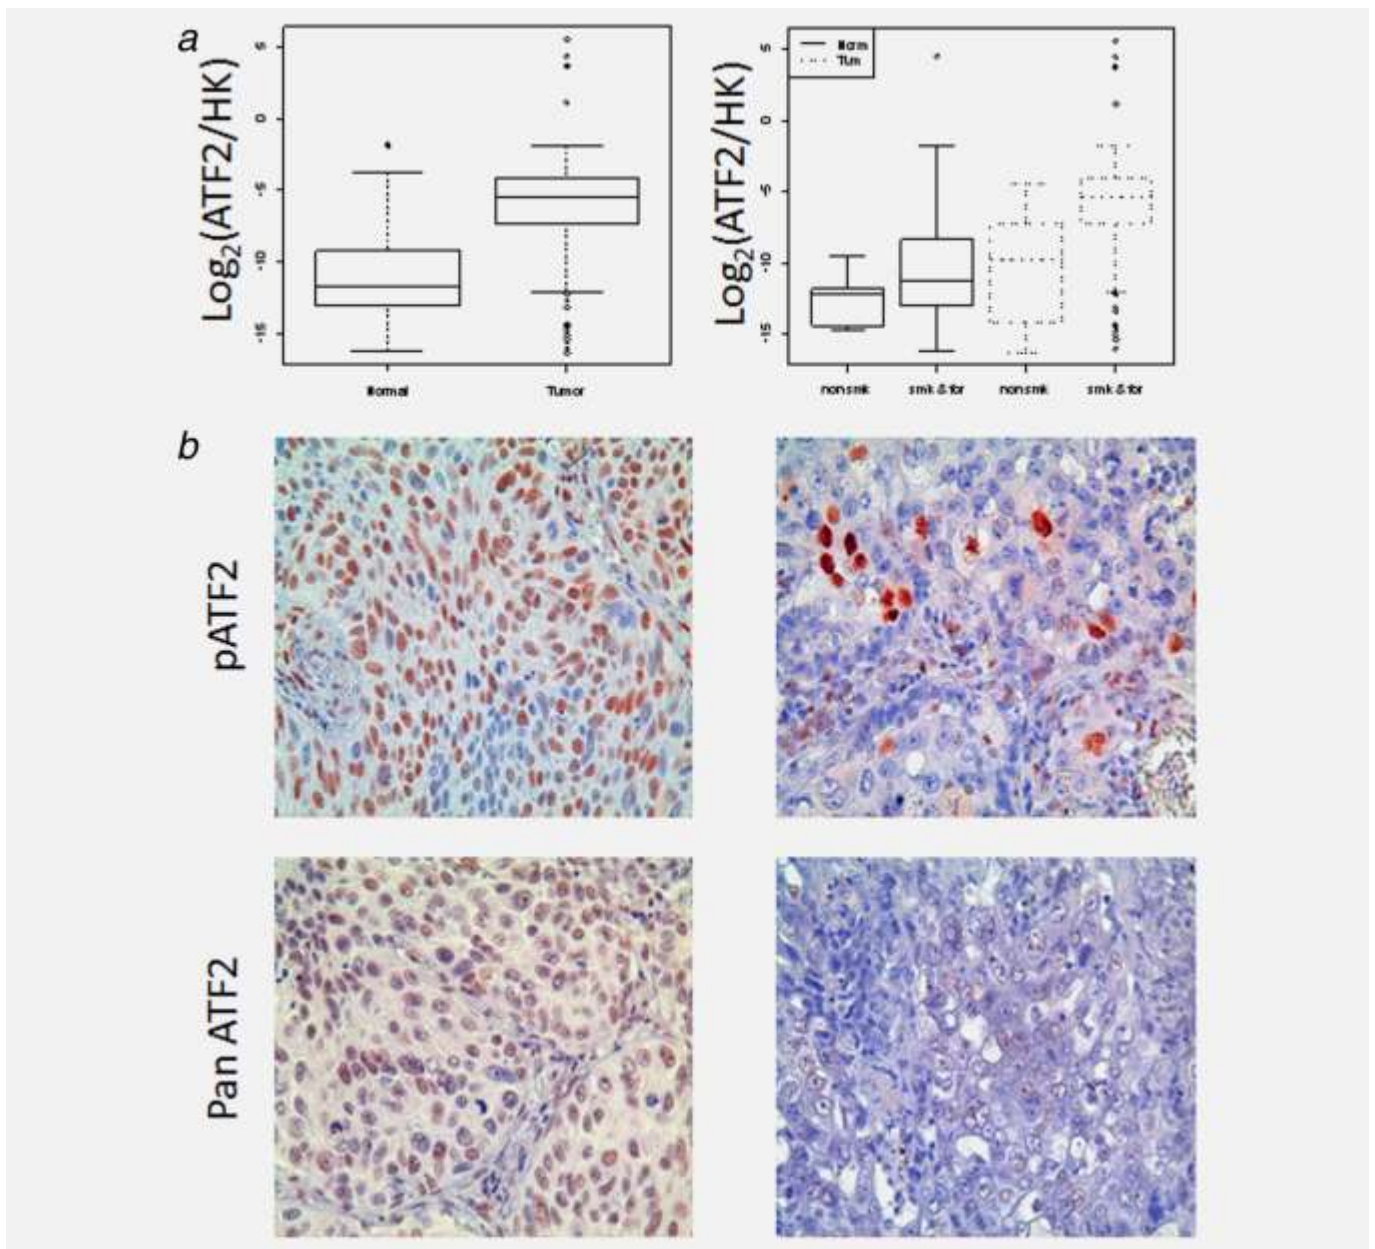 a
Log2(ATF2/HK)
5
0
-5
-10
-15
Normal
Tumor
Log2(ATF2/HK)
5
0
-5
-10
-15
Norm
Tum
nonsmk
smk & for
nonsmk
smk & for
b
pATF2
Pan ATF2